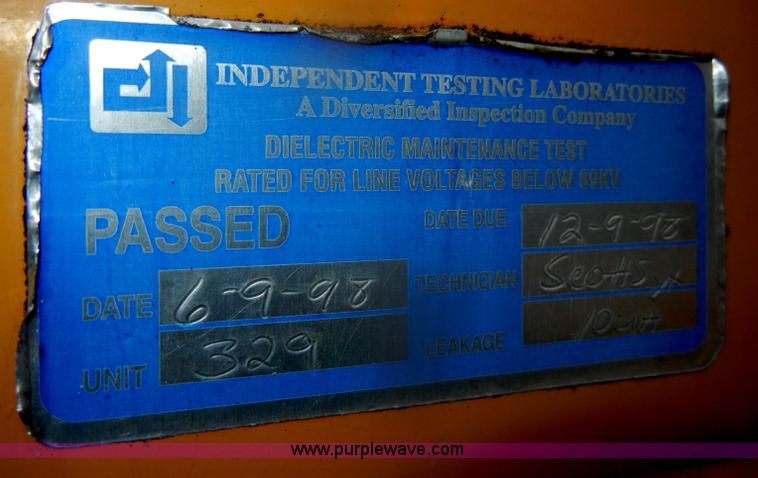 INDEPENDENT TESTING LABORATORIES
A Diversified Inspection Company
DIELECTRIC MAINTENANCE TEST
RATED FOR LINE VOLTAGES BELOW 69KV
PASSED
DATE DUE 12-9-98
DATE 6-9-98
TECHNICIAN
UNIT 329
LEAKAGE
www.purplewave.com